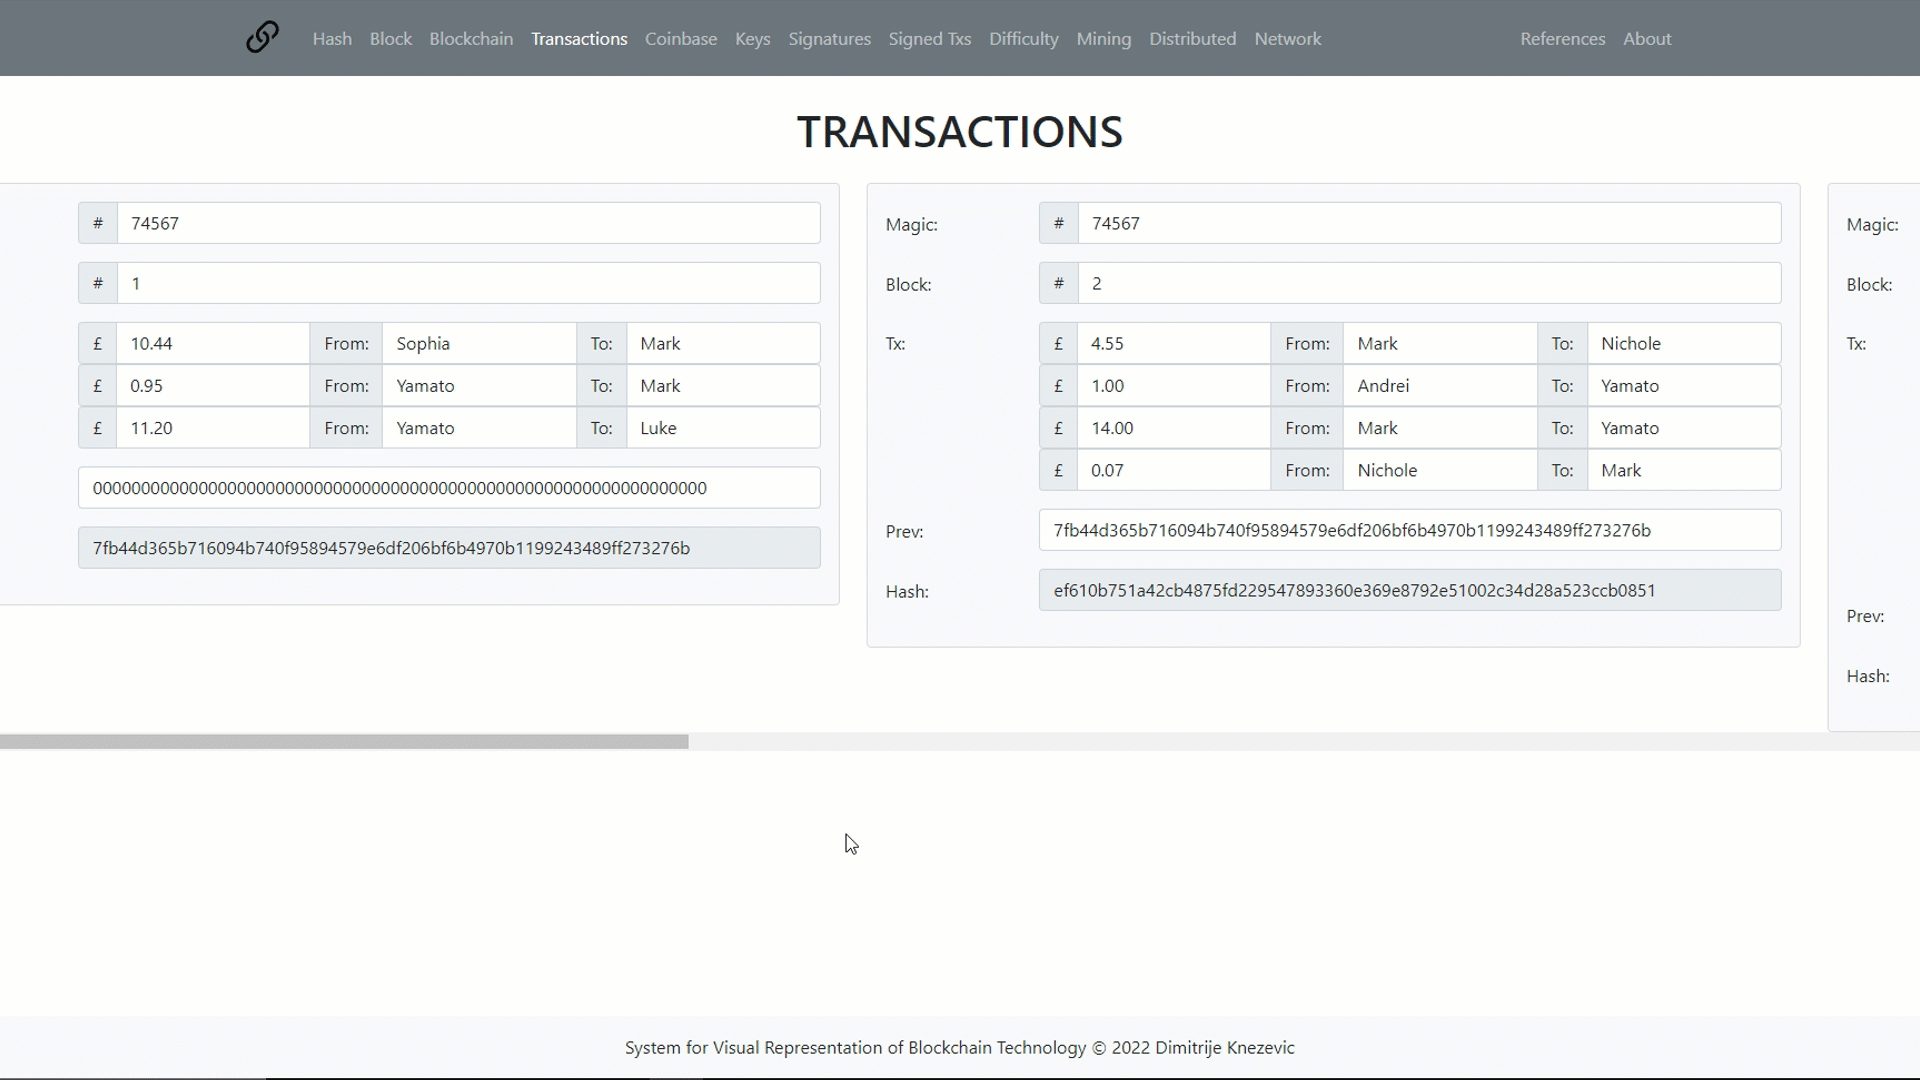 Hash Block Blockchain Transactions Coinbase Keys Signatures Signed Txs Difficulty Mining Distributed Network References About
TRANSACTIONS
# 74567
# 1
£ 10.44 From: Sophia To: Mark
£ 0.95 From: Yamato To: Mark
£ 11.20 From: Yamato To: Luke
0000000000000000000000000000000000000000000000000000000000000000
7fb44d365b716094b740f95894579e6df206bf6b4970b1199243489ff273276b
Magic: # 74567
Block: # 2
Tx: £ 4.55 From: Mark To: Nichole
£ 1.00 From: Andrei To: Yamato
£ 14.00 From: Mark To: Yamato
£ 0.07 From: Nichole To: Mark
Prev: 7fb44d365b716094b740f95894579e6df206bf6b4970b1199243489ff273276b
Hash: ef610b751a42cb4875fd229547893360e369e8792e51002c34d28a523ccb0851
Magic:
Block:
Tx:
Prev:
Hash:
System for Visual Representation of Blockchain Technology © 2022 Dimitrije Knezevic